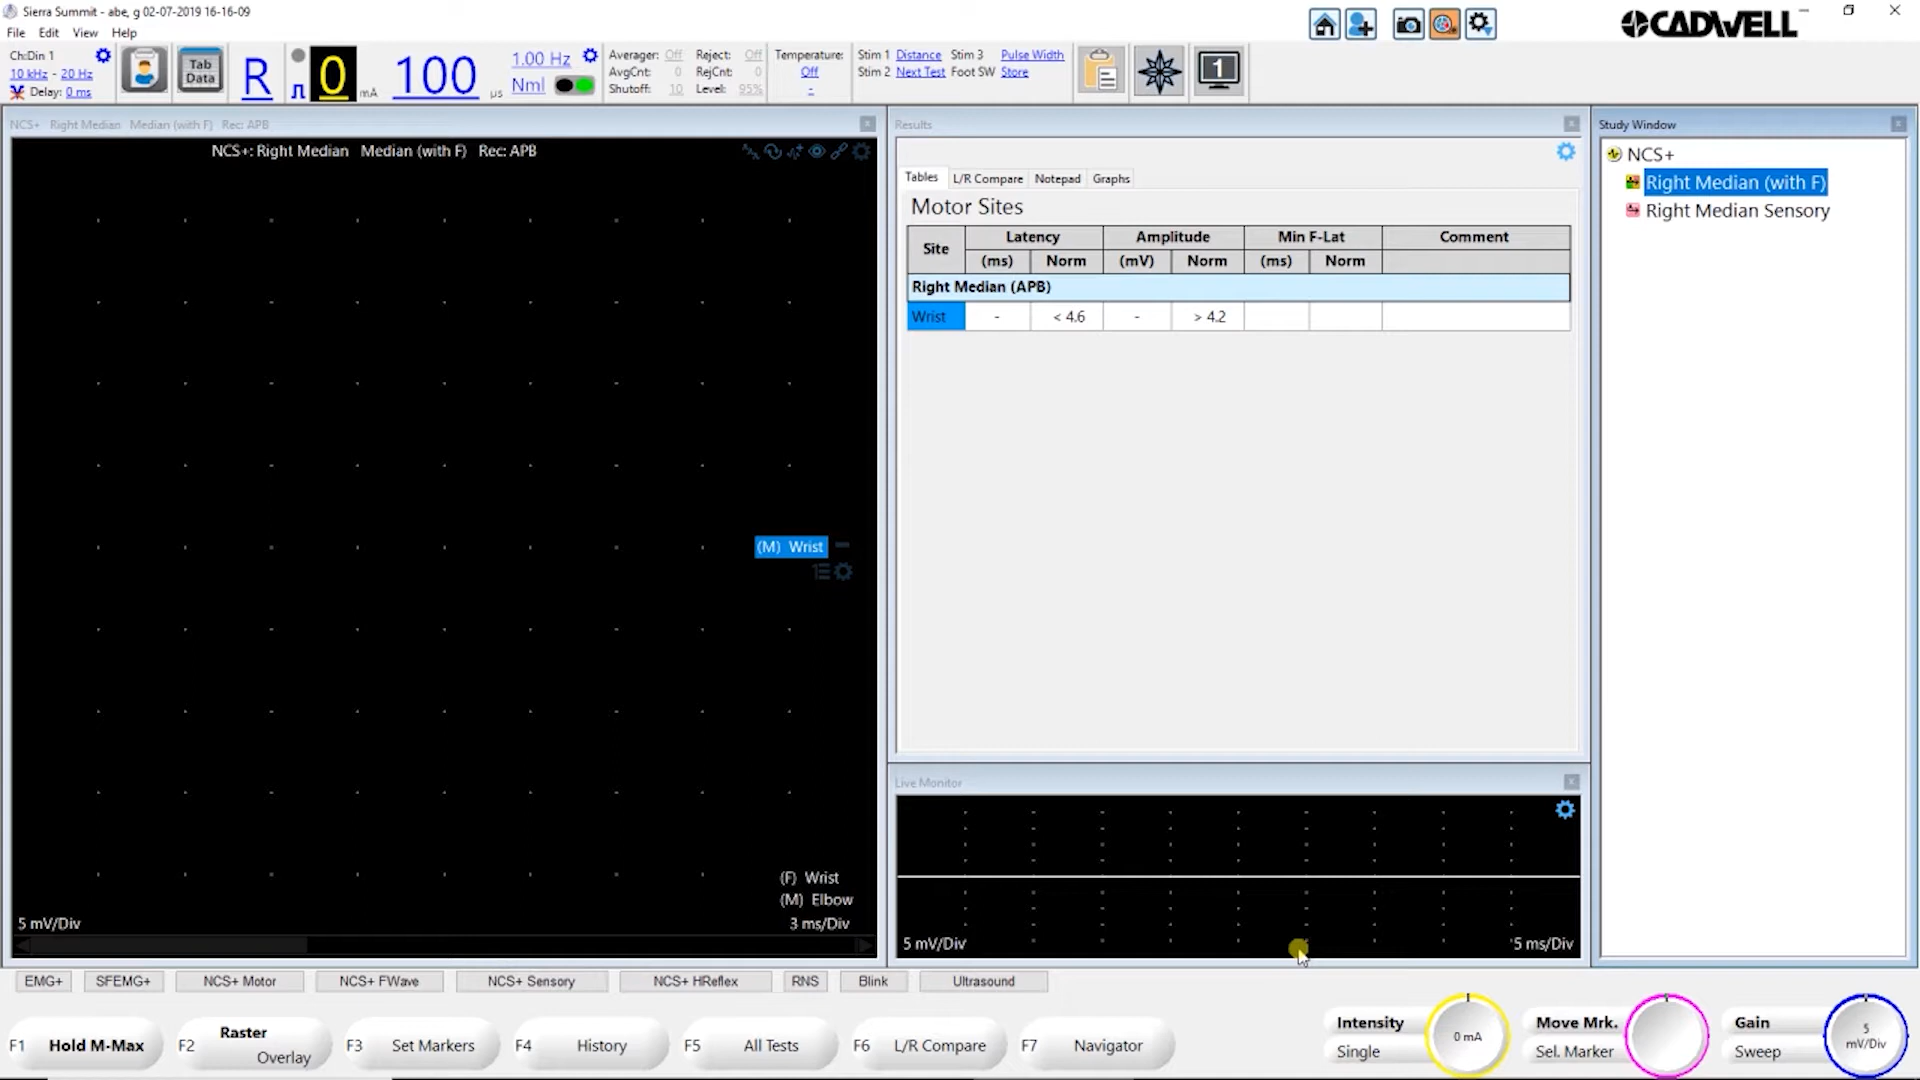 Sierra Summit - abe, g 02-07-2019 16-16-09
CADWELL
File Edit View Help
Ch:Din 1
10 kHz - 20 Hz
Delay: 0 ms
Tab Data
R
0 mA
100 µs
1.00 Hz
Nml
Averager: Off Reject: Off
AvgCnt: 0 RejCnt: 0
Shutoff: 10 Level: 95%
Temperature:
Off
-
Stim 1 Distance Stim 3 Pulse Width
Stim 2 Next Test Foot SW Store
1
NCS+ Right Median Median (with F) Rec: APB
NCS+: Right Median Median (with F) Rec: APB
(M) Wrist
(F) Wrist
(M) Elbow
5 mV/Div 3 ms/Div
Results
Tables L/R Compare Notepad Graphs
Motor Sites
Site Latency Amplitude Min F-Lat Comment
(ms) Norm (mV) Norm (ms) Norm
Right Median (APB)
Wrist - < 4.6 - > 4.2
Live Monitor
5 mV/Div 5 ms/Div
Study Window
NCS+
Right Median (with F)
Right Median Sensory
EMG+ SFEMG+ NCS+ Motor NCS+ FWave NCS+ Sensory NCS+ HReflex RNS Blink Ultrasound
F1 Hold M-Max
F2 Raster Overlay
F3 Set Markers
F4 History
F5 All Tests
F6 L/R Compare
F7 Navigator
Intensity
Single
0 mA
Move Mrk.
Sel. Marker
Gain
Sweep
5 mV/Div